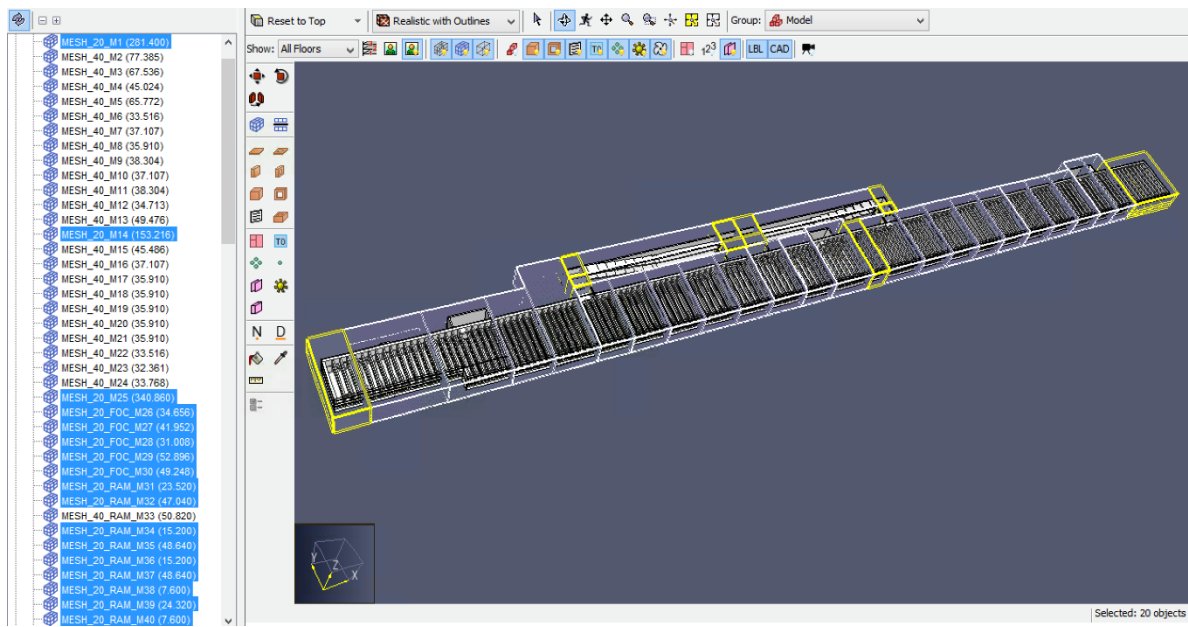 Reset to Top
Realistic with Outlines
Group:
Model
Show:
All Floors
LBL
CAD
MESH_20_M1 (281.400)
MESH_40_M2 (77.385)
MESH_40_M3 (67.536)
MESH_40_M4 (45.024)
MESH_40_M5 (65.772)
MESH_40_M6 (33.516)
MESH_40_M7 (37.107)
MESH_40_M8 (35.910)
MESH_40_M9 (38.304)
MESH_40_M10 (37.107)
MESH_40_M11 (38.304)
MESH_40_M12 (34.713)
MESH_40_M13 (49.476)
MESH_20_M14 (153.216)
MESH_40_M15 (45.486)
MESH_40_M16 (37.107)
MESH_40_M17 (35.910)
MESH_40_M18 (35.910)
MESH_40_M19 (35.910)
MESH_40_M20 (35.910)
MESH_40_M21 (35.910)
MESH_40_M22 (33.516)
MESH_40_M23 (32.361)
MESH_40_M24 (33.768)
MESH_20_M25 (340.860)
MESH_20_FOC_M26 (34.656)
MESH_20_FOC_M27 (41.952)
MESH_20_FOC_M28 (31.008)
MESH_20_FOC_M29 (52.896)
MESH_20_FOC_M30 (49.248)
MESH_20_RAM_M31 (23.520)
MESH_20_RAM_M32 (47.040)
MESH_40_RAM_M33 (50.820)
MESH_20_RAM_M34 (15.200)
MESH_20_RAM_M35 (48.640)
MESH_20_RAM_M36 (15.200)
MESH_20_RAM_M37 (48.640)
MESH_20_RAM_M38 (7.600)
MESH_20_RAM_M39 (24.320)
MESH_20_RAM_M40 (7.600)
TD
N D
Y Z X
Selected: 20 objects